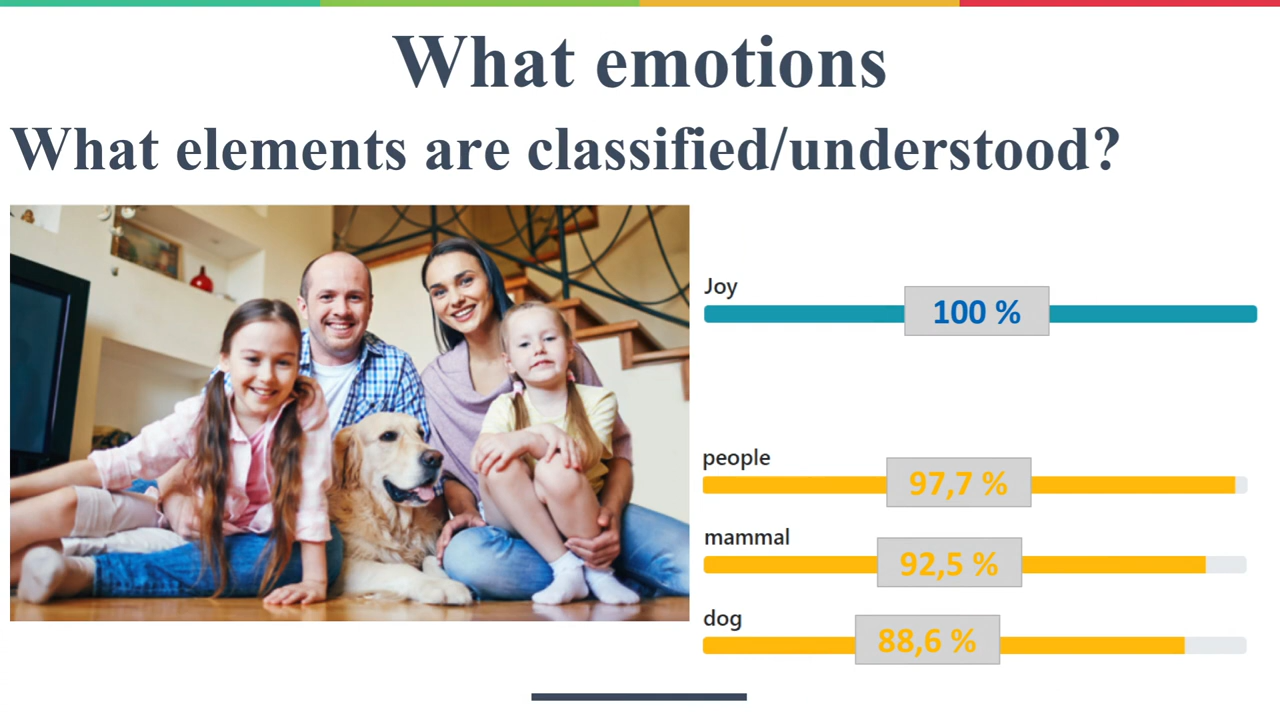 What emotions
What elements are classified/understood?
Joy
100 %
people
97,7 %
mammal
92,5 %
dog
88,6 %